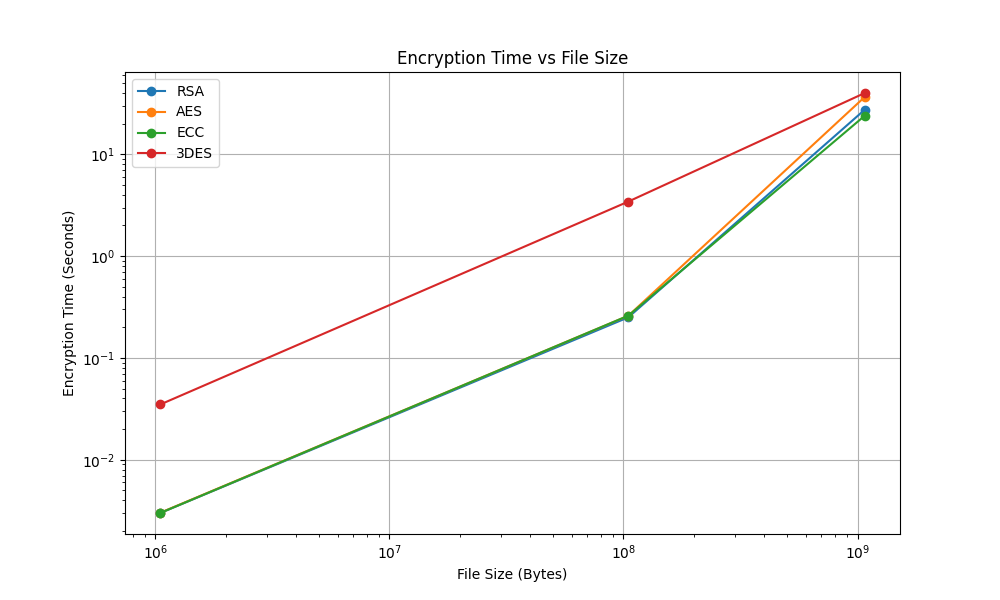 Encryption Time vs File Size
RSA
AES
ECC
3DES
Encryption Time (Seconds)
10¹
10⁰
10⁻¹
10⁻²
10⁶
10⁷
10⁸
10⁹
File Size (Bytes)